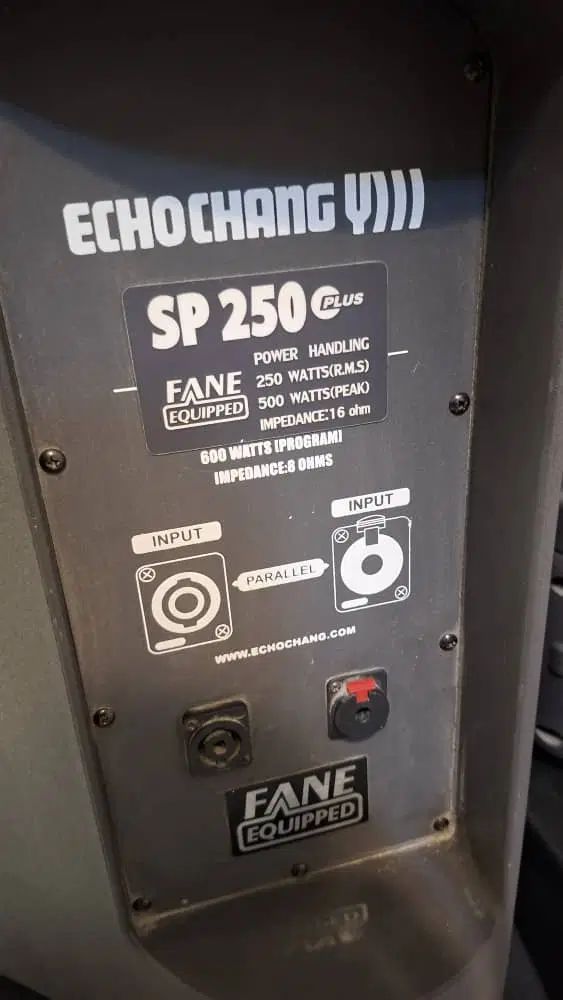 ECHOCHANG
SP 250 PLUS
POWER HANDLING
250 WATTS(R.M.S)
500 WATTS(PEAK)
IMPEDANCE:16 ohm
FANE
EQUIPPED
600 WATTS [PROGRAM]
IMPEDANCE:8 OHMS
INPUT
INPUT
PARALLEL
WWW.ECHOCHANG.COM
FANE
EQUIPPED